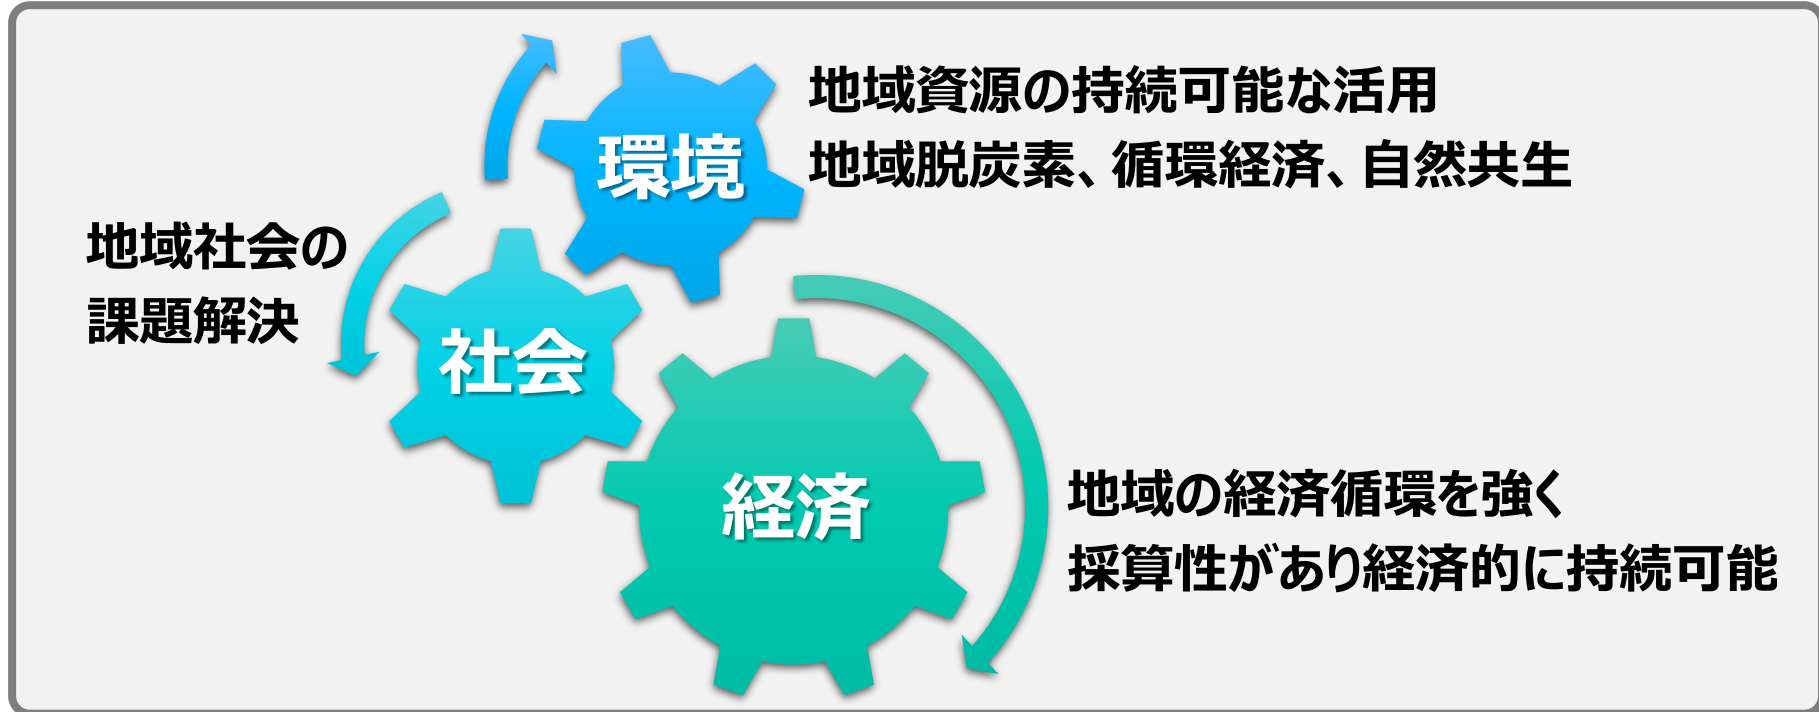 環境
地域資源の持続可能な活用
地域脱炭素、循環経済、自然共生
地域社会の
課題解決
社会
経済
地域の経済循環を強く
採算性があり経済的に持続可能